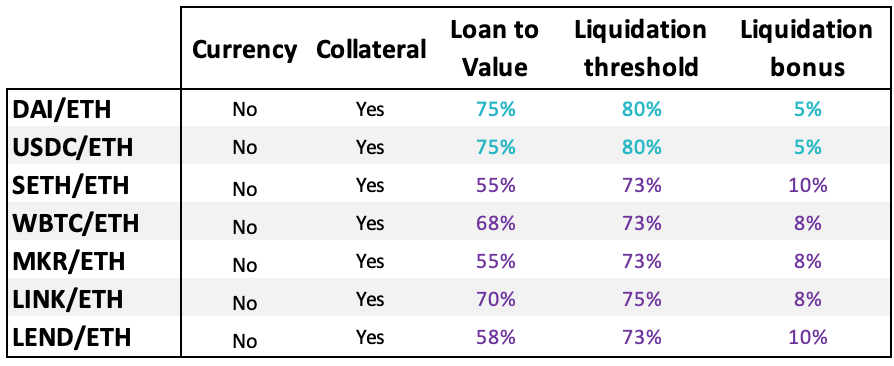 Currency Collateral Loan to Value Liquidation threshold Liquidation bonus
DAI/ETH No Yes 75% 80% 5%
USDC/ETH No Yes 75% 80% 5%
SETH/ETH No Yes 55% 73% 10%
WBTC/ETH No Yes 68% 73% 8%
MKR/ETH No Yes 55% 73% 8%
LINK/ETH No Yes 70% 75% 8%
LEND/ETH No Yes 58% 73% 10%